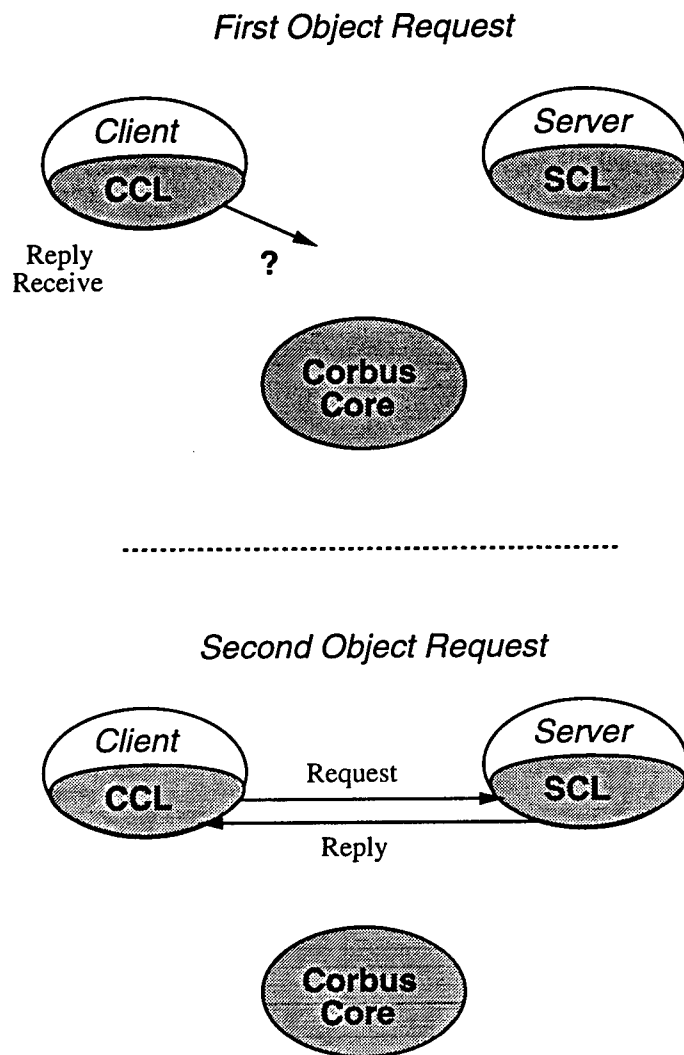 First Object Request
Client
CCL
Server
SCL
Reply
Receive
?
Corbus
Core
Second Object Request
Client
CCL
Server
SCL
Request
Reply
Corbus
Core